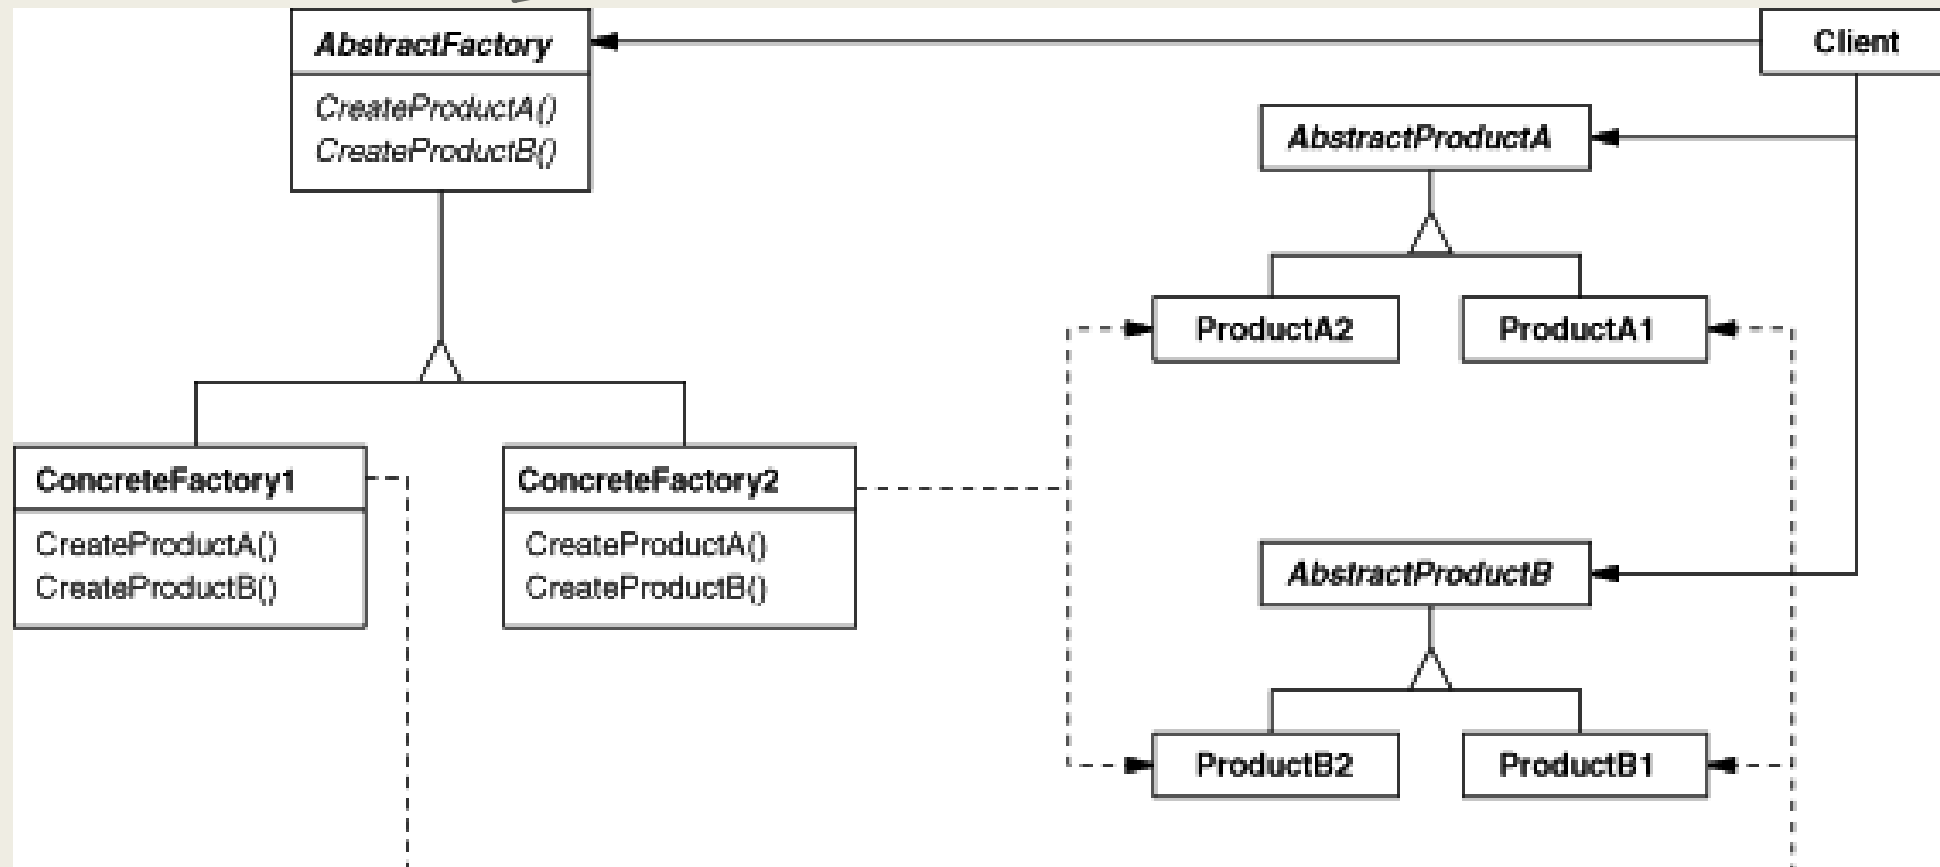 AbstractFactory
CreateProductA()
CreateProductB()
Client
AbstractProductA
ProductA2
ProductA1
ConcreteFactory1
CreateProductA()
CreateProductB()
ConcreteFactory2
CreateProductA()
CreateProductB()
AbstractProductB
ProductB2
ProductB1